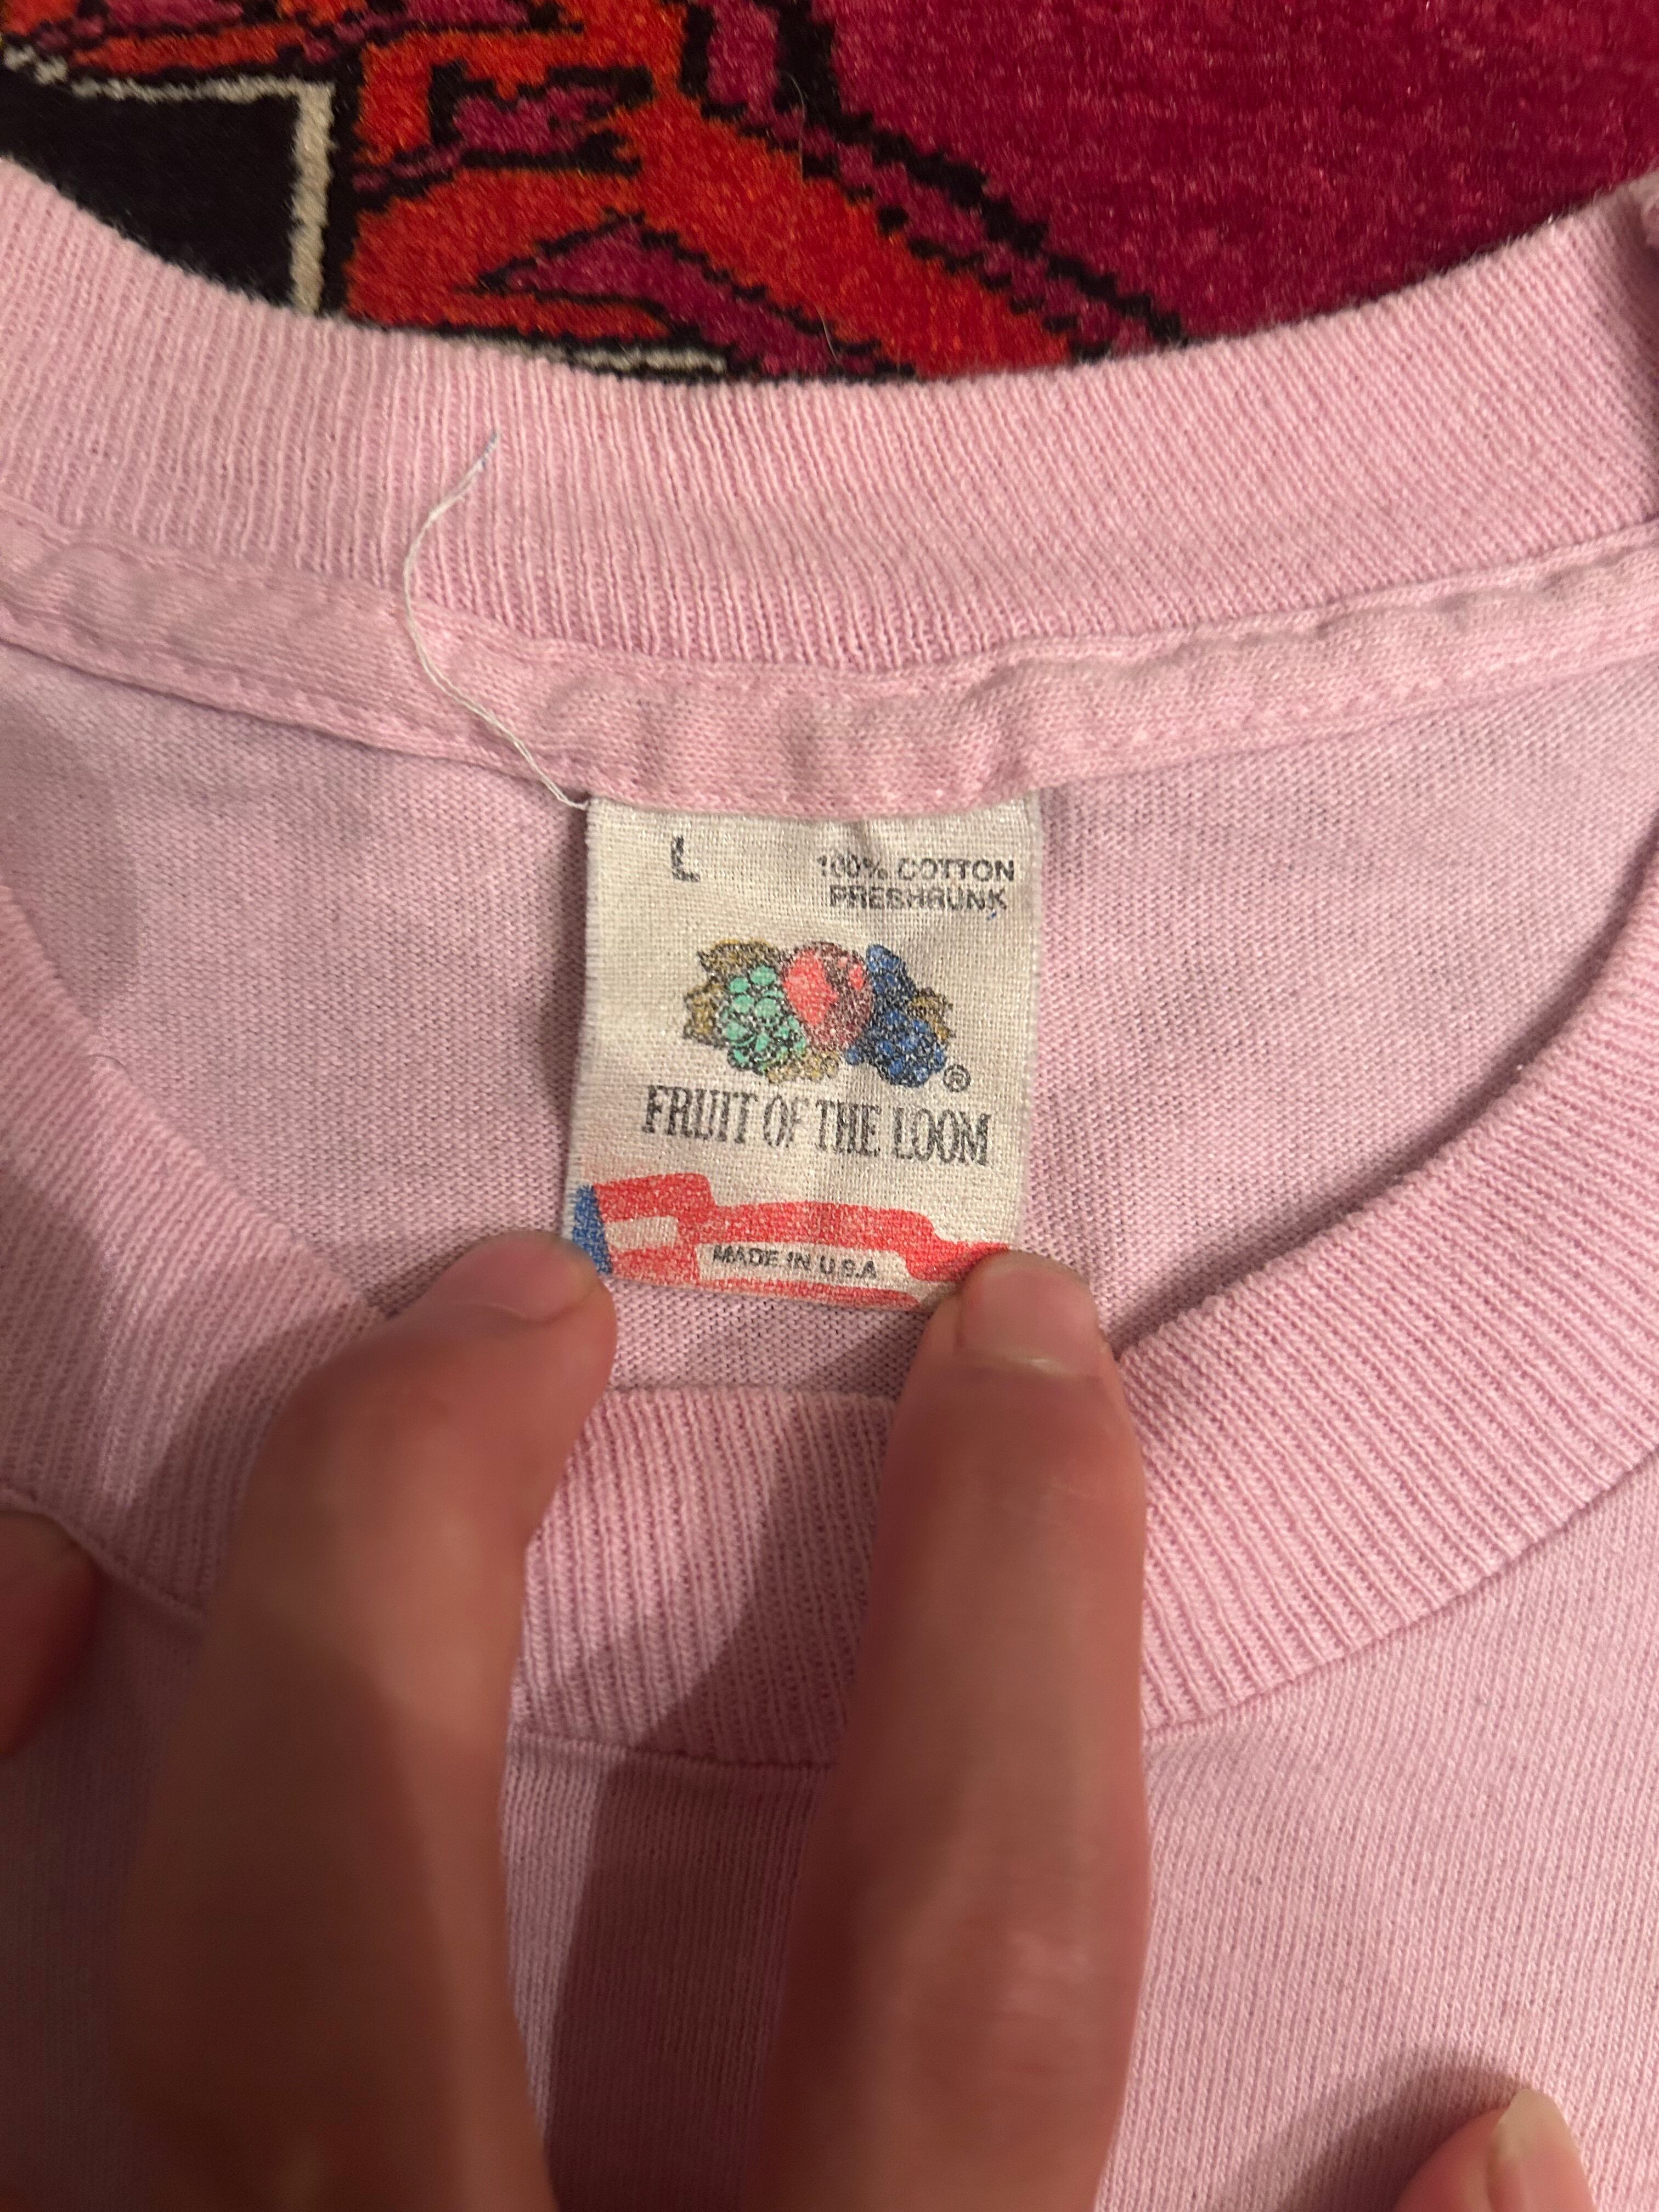 L
100% COTTON
PRESHRUNK
®
FRUIT OF THE LOOM
MADE IN U.S.A